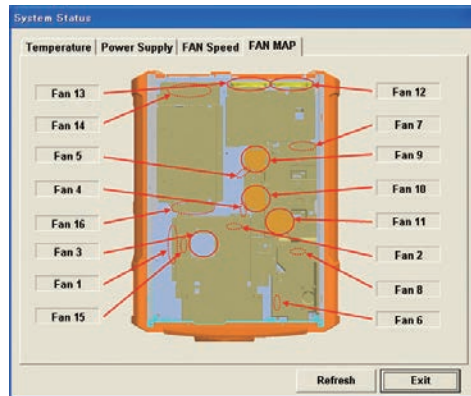 System Status
Temperature Power Supply FAN Speed FAN MAP
Fan 13
Fan 14
Fan 5
Fan 4
Fan 16
Fan 3
Fan 1
Fan 15
Fan 12
Fan 7
Fan 9
Fan 10
Fan 11
Fan 2
Fan 8
Fan 6
Refresh Exit